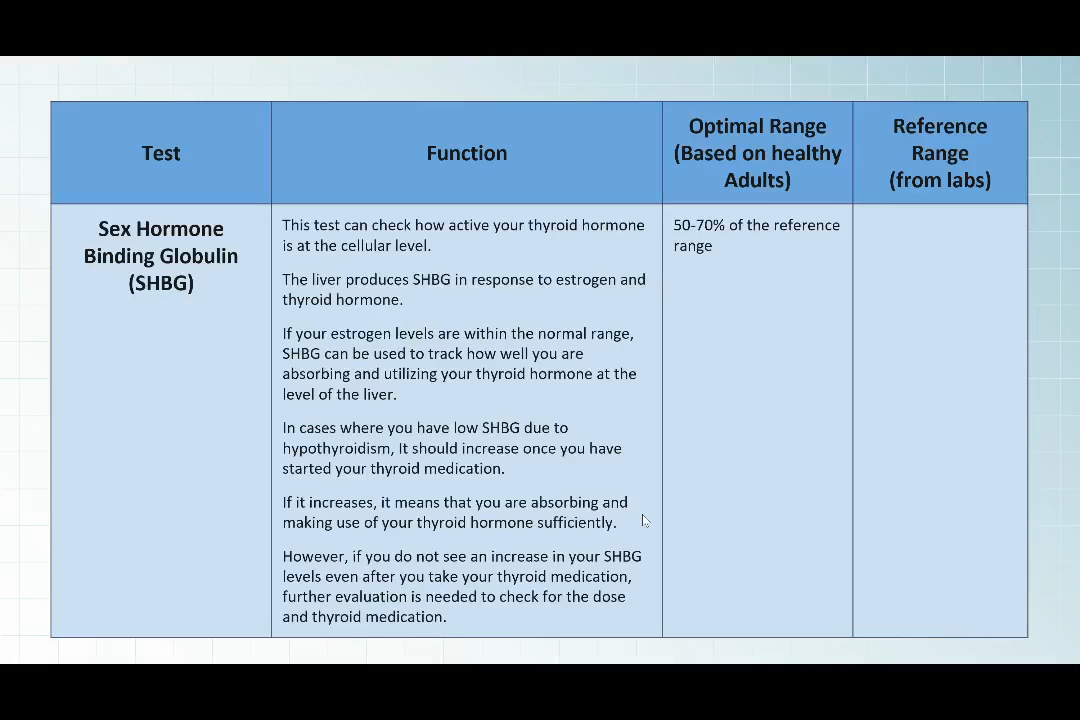 Test
Function
Optimal Range
(Based on healthy
Adults)
Reference
Range
(from labs)
Sex Hormone
Binding Globulin
(SHBG)
This test can check how active your thyroid hormone
is at the cellular level.
The liver produces SHBG in response to estrogen and
thyroid hormone.
If your estrogen levels are within the normal range,
SHBG can be used to track how well you are
absorbing and utilizing your thyroid hormone at the
level of the liver.
In cases where you have low SHBG due to
hypothyroidism, It should increase once you have
started your thyroid medication.
If it increases, it means that you are absorbing and
making use of your thyroid hormone sufficiently.
However, if you do not see an increase in your SHBG
levels even after you take your thyroid medication,
further evaluation is needed to check for the dose
and thyroid medication.
50-70% of the reference
range